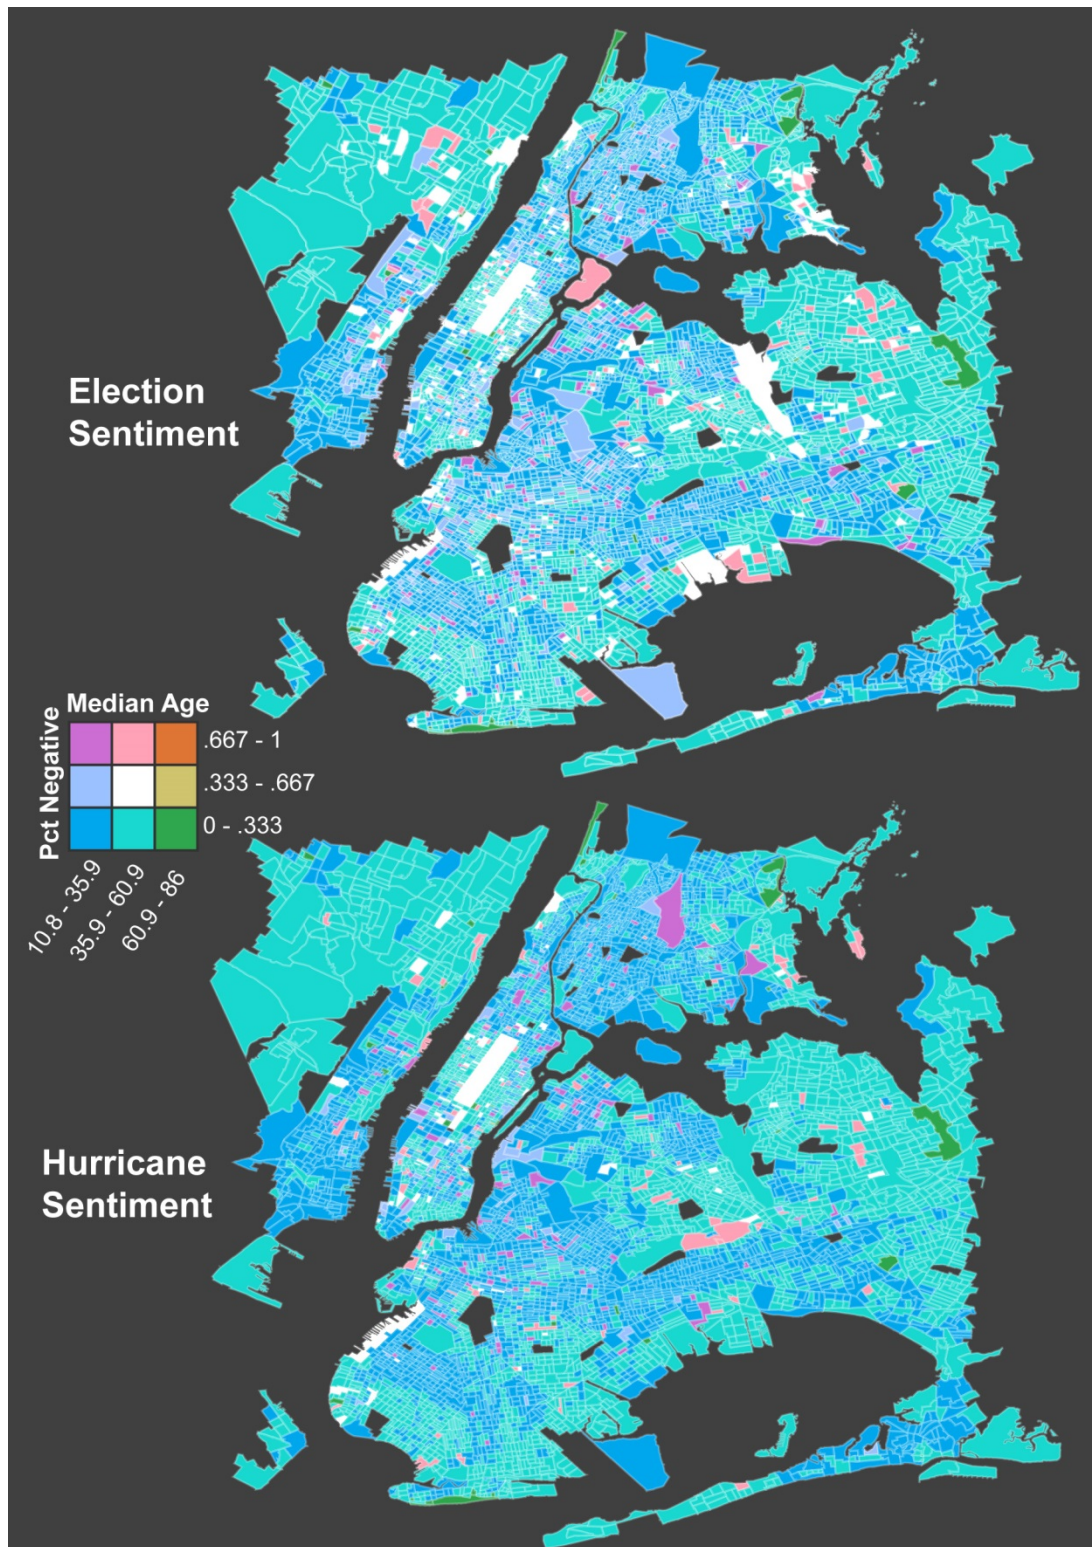 Election
Sentiment
Median Age
Pct Negative
.667 - 1
.333 - .667
0 - .333
10.8 - 35.9
35.9 - 60.9
60.9 - 86
Hurricane
Sentiment